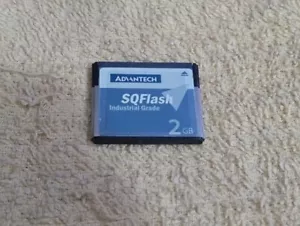 ADVANTECH
SQFlash
Industrial Grade
2 GB